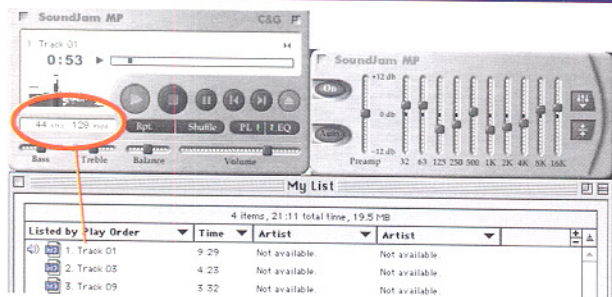 SoundJam MP C&G
1. Track 01
0:53
44 kHz 128 kbps
Rpt. Shuffle PL EQ
Bass Treble Balance Volume
SoundJam MP
On
+12 db
0 db
-12 db
Auto
Preamp 32 63 125 250 500 1K 2K 4K 8K 16K
My List
4 items, 21:11 total time, 19.5 MB
Listed by Play Order Time Artist Artist
1. Track 01 9:29 Not available. Not available.
2. Track 03 4:23 Not available. Not available.
3. Track 09 3:32 Not available. Not available.